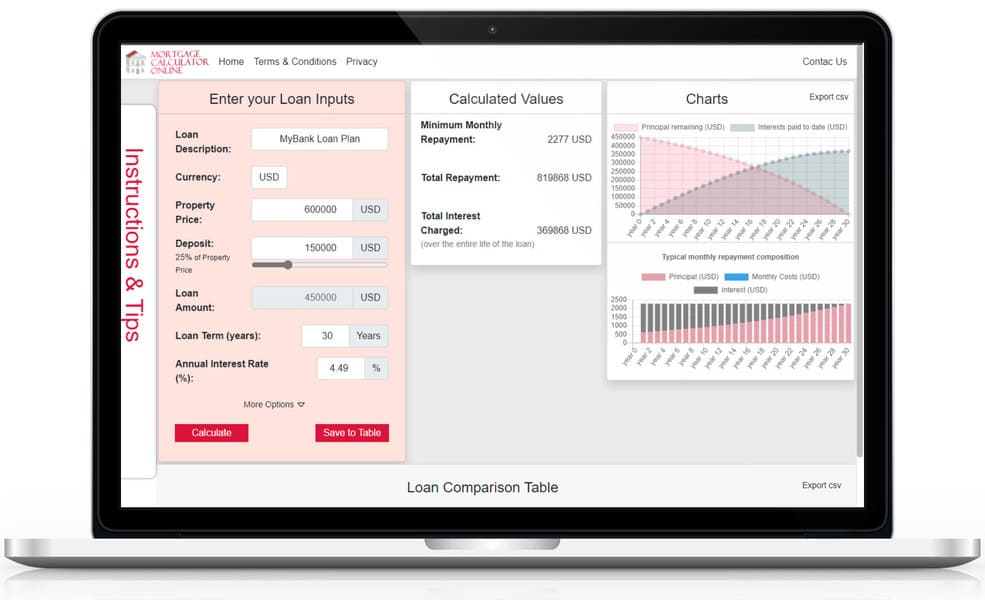 MORTGAGE
CALCULATOR
ONLINE
Home Terms & Conditions Privacy
Contac Us
Instructions & Tips
Enter your Loan Inputs
Loan
Description:
MyBank Loan Plan
Currency:
USD
Property
Price:
600000 USD
Deposit:
25% of Property
Price
150000 USD
Loan
Amount:
450000 USD
Loan Term (years):
30 Years
Annual Interest Rate
(%):
4.49 %
More Options
Calculate
Save to Table
Calculated Values
Minimum Monthly
Repayment:
2277 USD
Total Repayment:
819868 USD
Total Interest
Charged:
369868 USD
(over the entire life of the loan)
Charts
Export csv
Principal remaining (USD) Interests paid to date (USD)
450000
400000
350000
300000
250000
200000
150000
100000
50000
0
year 0 year 2 year 4 year 6 year 8 year 10 year 12 year 14 year 16 year 18 year 20 year 22 year 24 year 26 year 28 year 30
Typical monthly repayment composition
Principal (USD) Monthly Costs (USD)
Interest (USD)
2500
2000
1500
1000
500
0
year 0 year 2 year 4 year 6 year 8 year 10 year 12 year 14 year 16 year 18 year 20 year 22 year 24 year 26 year 28 year 30
Loan Comparison Table
Export csv